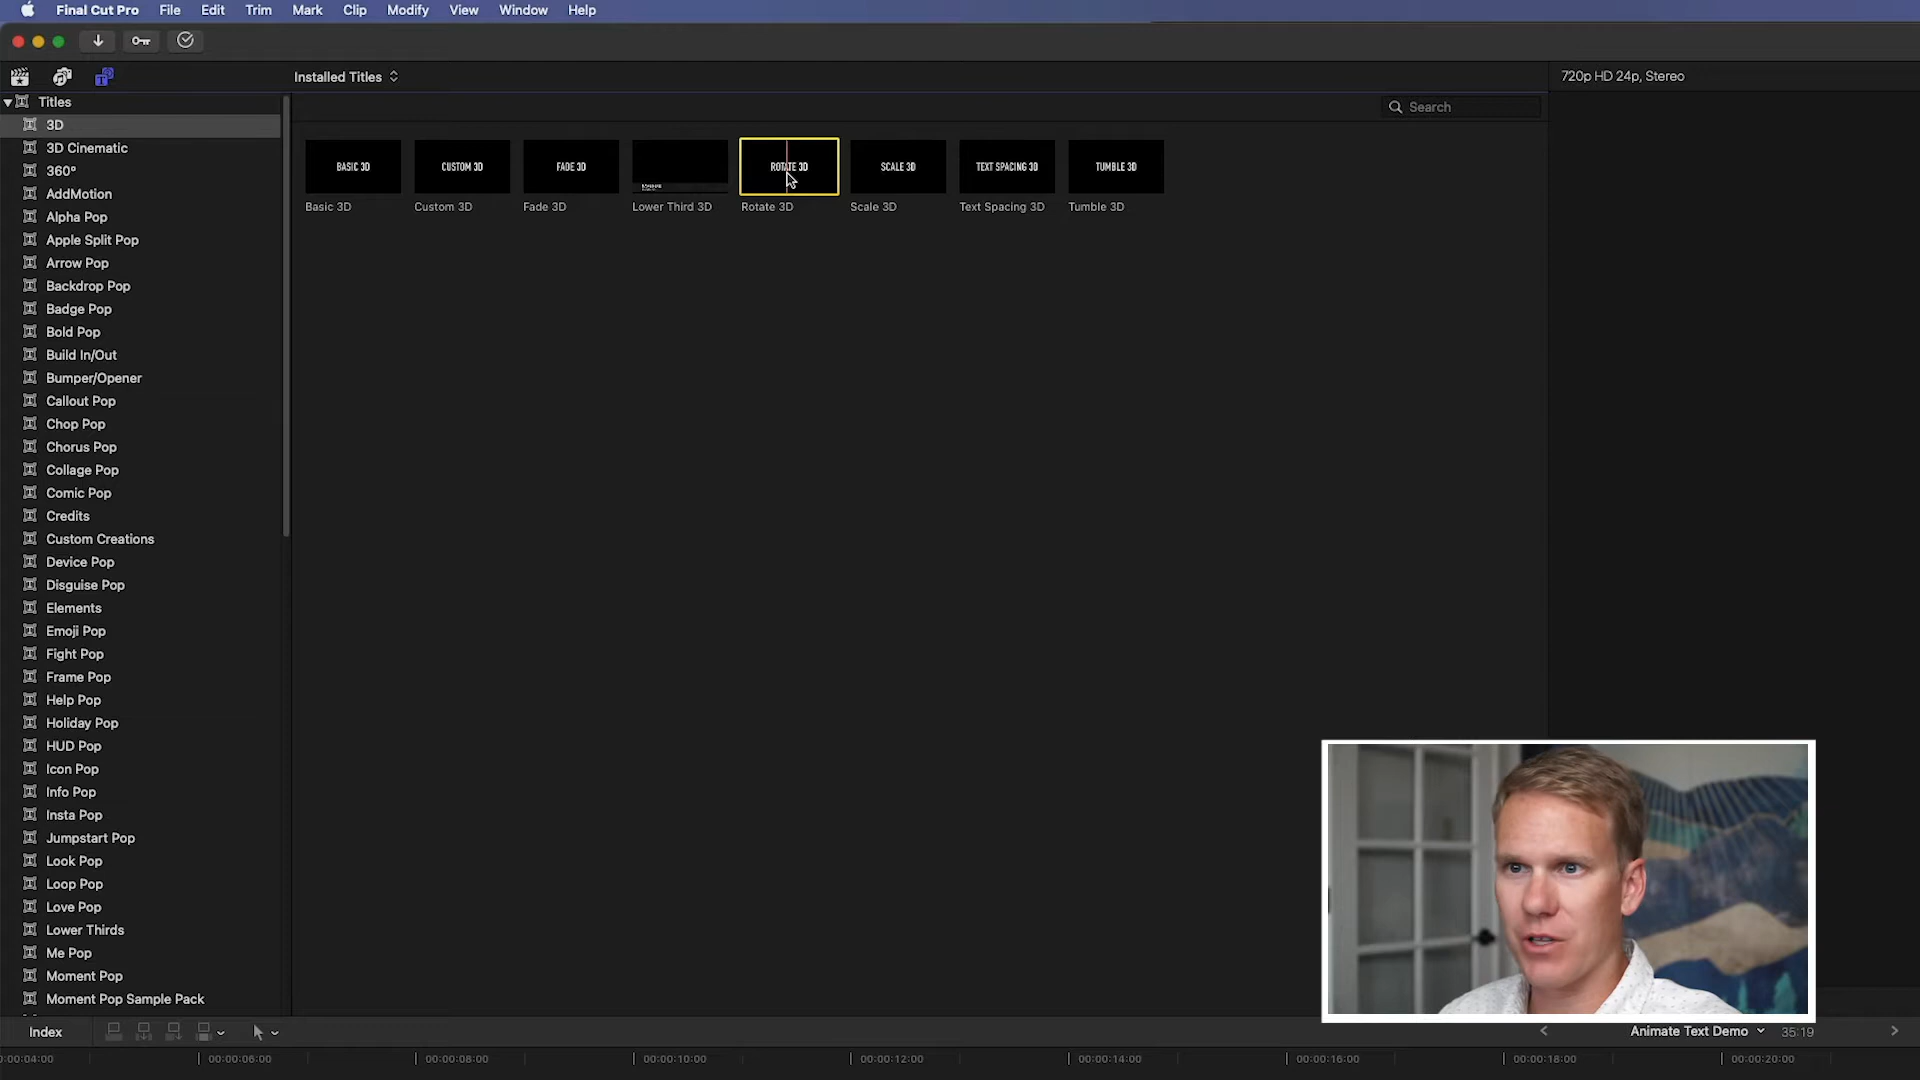 Final Cut Pro File Edit Trim Mark Clip Modify View Window Help
Installed Titles
720p HD 24p, Stereo
Search
Titles
3D
3D Cinematic
360°
AddMotion
Alpha Pop
Apple Split Pop
Arrow Pop
Backdrop Pop
Badge Pop
Bold Pop
Build In/Out
Bumper/Opener
Callout Pop
Chop Pop
Chorus Pop
Collage Pop
Comic Pop
Credits
Custom Creations
Device Pop
Disguise Pop
Elements
Emoji Pop
Fight Pop
Frame Pop
Help Pop
Holiday Pop
HUD Pop
Icon Pop
Info Pop
Insta Pop
Jumpstart Pop
Look Pop
Loop Pop
Love Pop
Lower Thirds
Me Pop
Moment Pop
Moment Pop Sample Pack
BASIC 3D CUSTOM 3D FADE 3D ROTATE 3D SCALE 3D TEXT SPACING 3D TUMBLE 3D
Basic 3D Custom 3D Fade 3D Lower Third 3D Rotate 3D Scale 3D Text Spacing 3D Tumble 3D
Index
Animate Text Demo 35:19
00:00:04:00 00:00:06:00 00:00:08:00 00:00:10:00 00:00:12:00 00:00:14:00 00:00:16:00 00:00:18:00 00:00:20:00